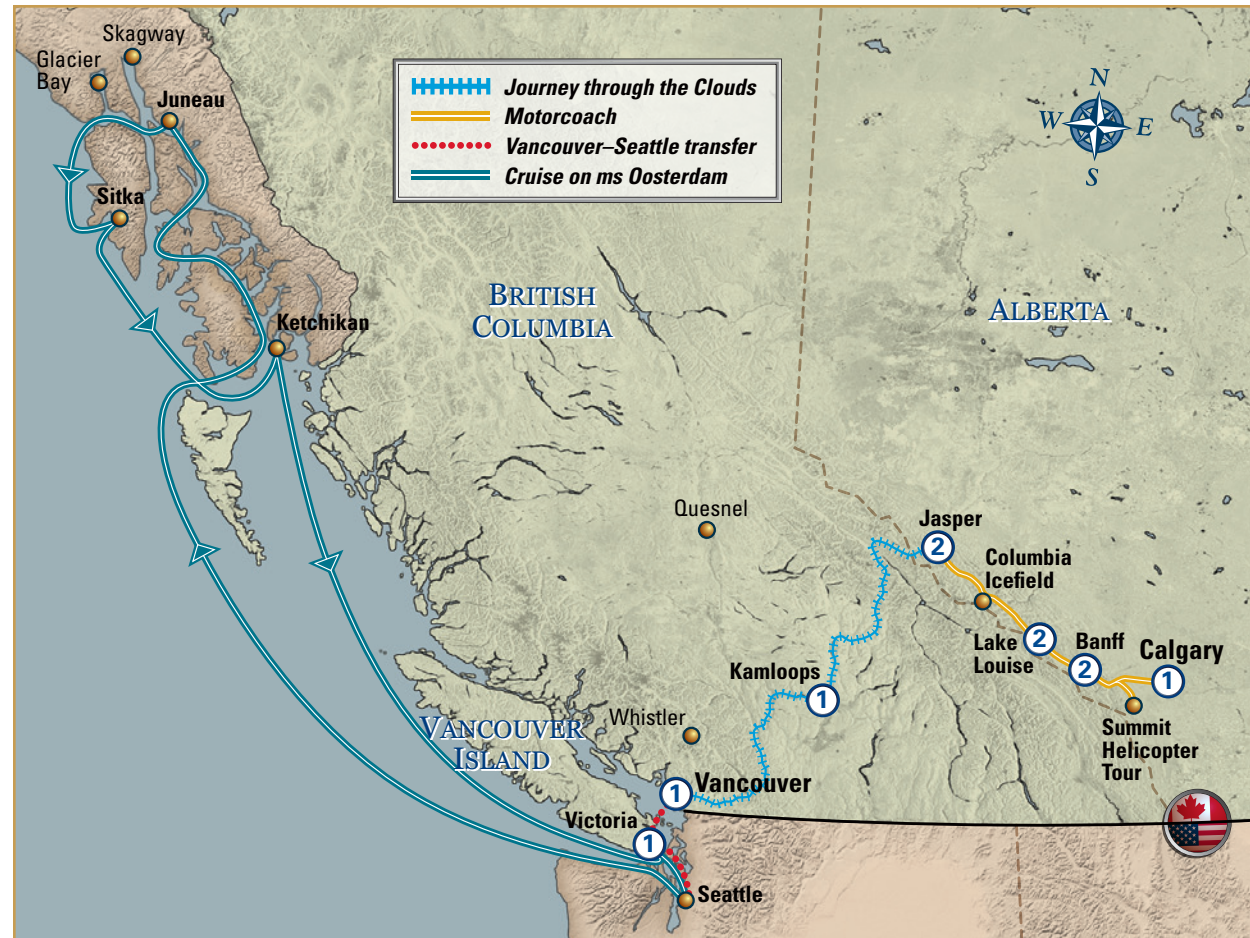 Skagway
Glacier
Bay
Juneau
Sitka
Ketchikan
Journey through the Clouds
Motorcoach
Vancouver–Seattle transfer
Cruise on ms Oosterdam
N
W
E
S
BRITISH
COLUMBIA
ALBERTA
Quesnel
Jasper
2
Columbia
Icefield
Lake
Louise
2
Banff
2
Calgary
1
Summit
Helicopter
Tour
Kamloops
1
Whistler
VANCOUVER
ISLAND
Vancouver
1
Victoria
1
Seattle